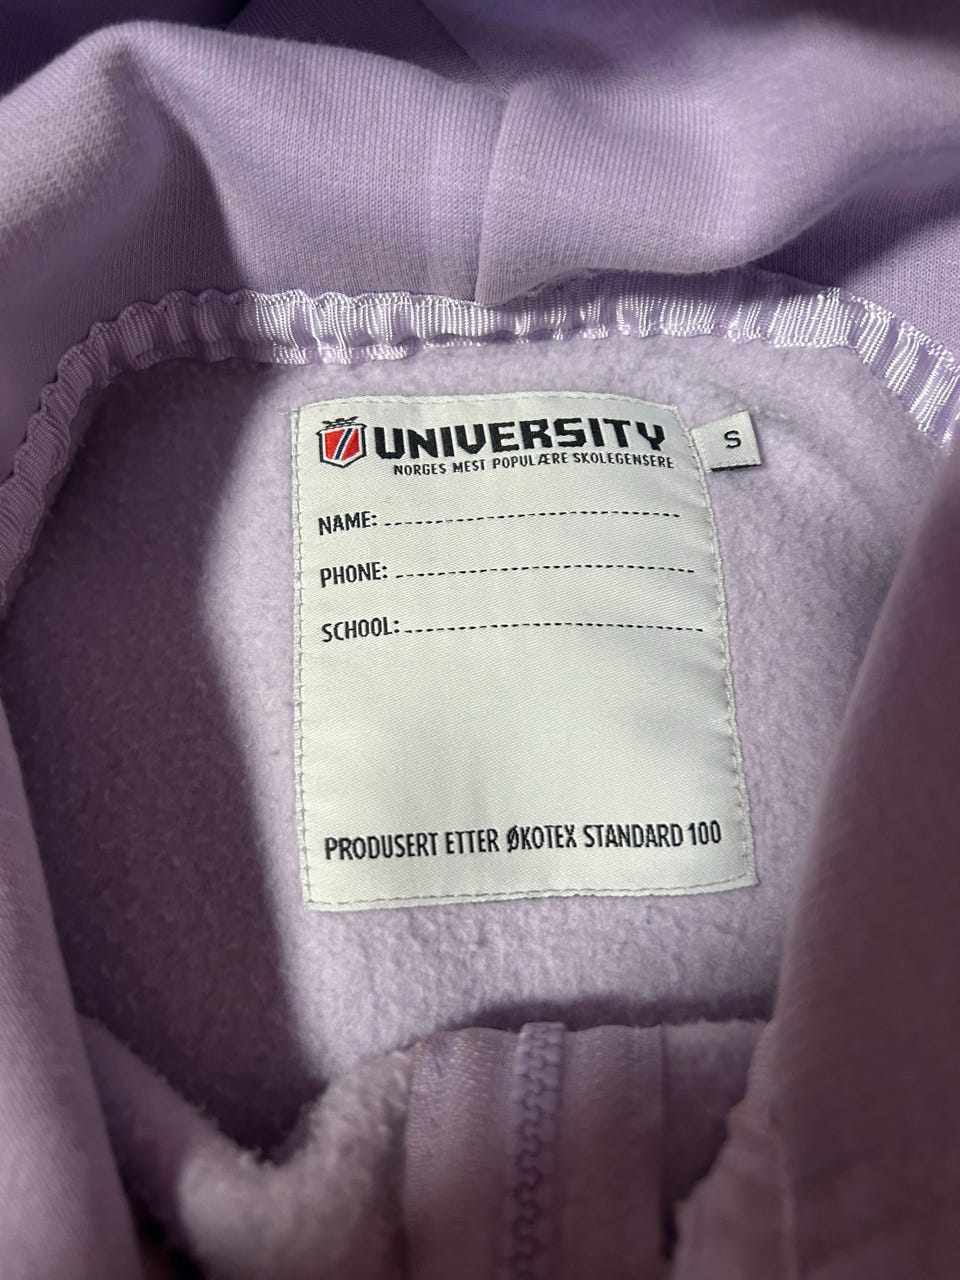 UNIVERSITY
NORGES MEST POPULÆRE SKOLEGENSERE
S
NAME:
PHONE:
SCHOOL:
PRODUSERT ETTER ØKOTEX STANDARD 100